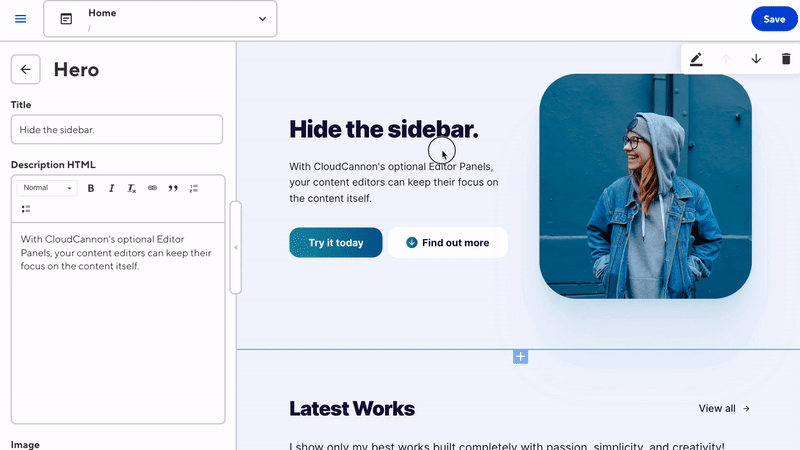 Home
/
Save
Hero
Title
Hide the sidebar.
Description HTML
Normal
B I Tx
With CloudCannon's optional Editor
Panels, your content editors can keep their
focus on the content itself.
Image
Hide the sidebar.
With CloudCannon's optional Editor Panels,
your content editors can keep their focus on
the content itself.
Try it today
Find out more
Latest Works
View all
I show only my best works built completely with passion, simplicity, and creativity!